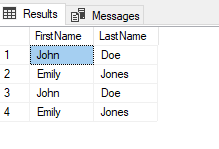 Results Messages
FirstName LastName
1 John Doe
2 Emily Jones
3 John Doe
4 Emily Jones